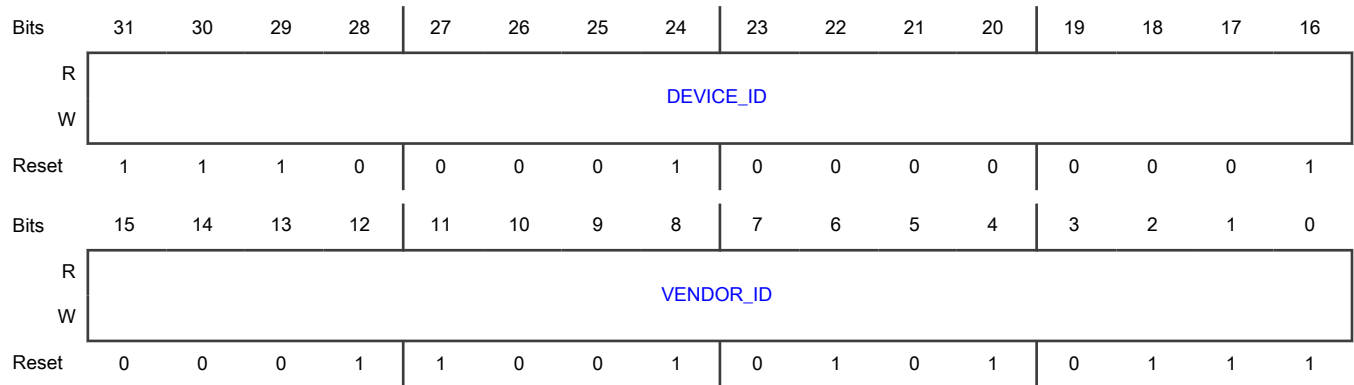 Bits 31 30 29 28 27 26 25 24 23 22 21 20 19 18 17 16
R
DEVICE_ID
W
Reset 1 1 1 0 0 0 0 1 0 0 0 0 0 0 0 1
Bits 15 14 13 12 11 10 9 8 7 6 5 4 3 2 1 0
R
VENDOR_ID
W
Reset 0 0 0 1 1 0 0 1 0 1 0 1 0 1 1 1